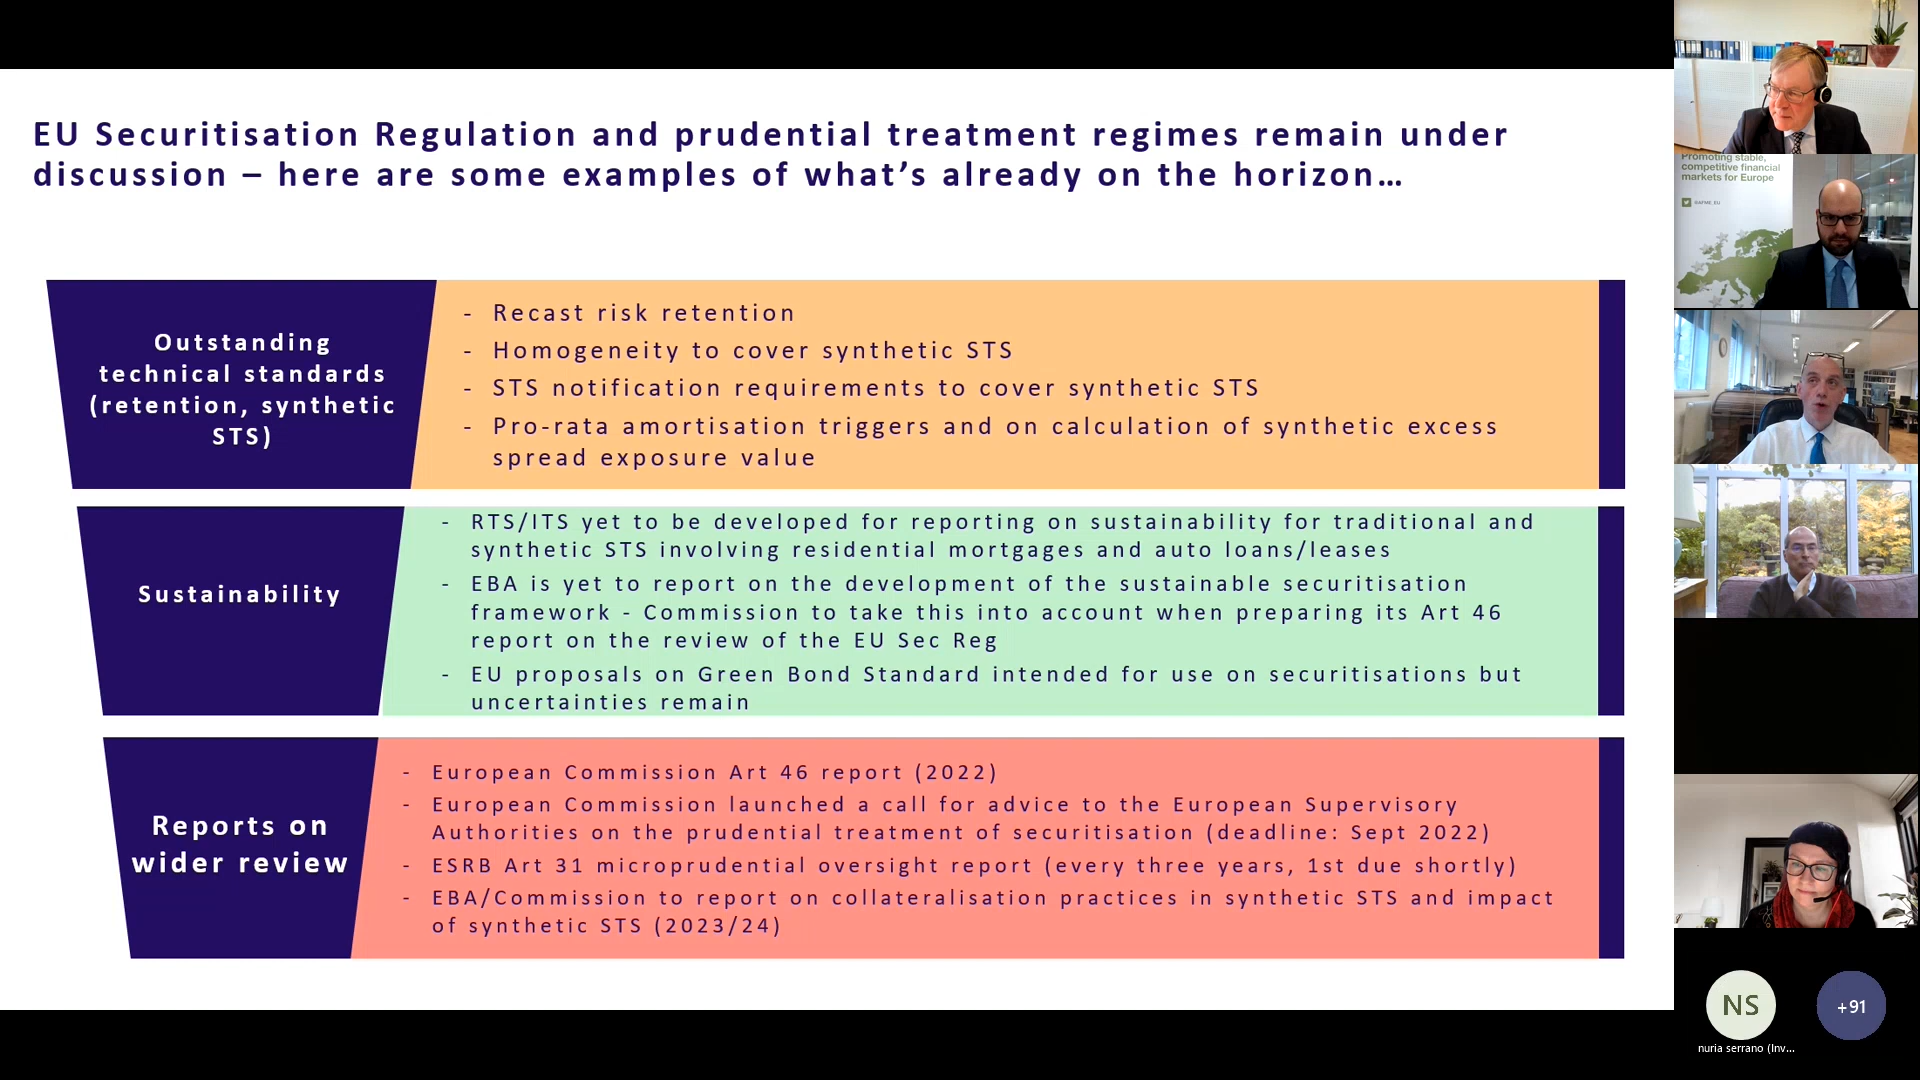 EU Securitisation Regulation and prudential treatment regimes remain under
discussion – here are some examples of what’s already on the horizon…
Outstanding
technical standards
(retention, synthetic
STS)
- Recast risk retention
- Homogeneity to cover synthetic STS
- STS notification requirements to cover synthetic STS
- Pro-rata amortisation triggers and on calculation of synthetic excess
spread exposure value
Sustainability
- RTS/ITS yet to be developed for reporting on sustainability for traditional and
synthetic STS involving residential mortgages and auto loans/leases
- EBA is yet to report on the development of the sustainable securitisation
framework - Commission to take this into account when preparing its Art 46
report on the review of the EU Sec Reg
- EU proposals on Green Bond Standard intended for use on securitisations but
uncertainties remain
Reports on
wider review
- European Commission Art 46 report (2022)
- European Commission launched a call for advice to the European Supervisory
Authorities on the prudential treatment of securitisation (deadline: Sept 2022)
- ESRB Art 31 microprudential oversight report (every three years, 1st due shortly)
- EBA/Commission to report on collateralisation practices in synthetic STS and impact
of synthetic STS (2023/24)
Promoting stable,
competitive financial
markets for Europe
@AFME_EU
NS
+91
nuria serrano (Inv...